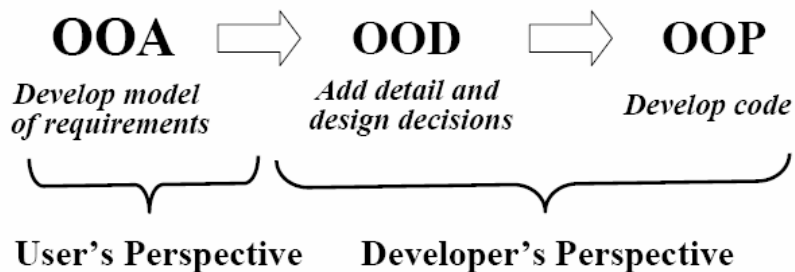 OOA OOD OOP
Develop model
of requirements
Add detail and
design decisions
Develop code
User's Perspective Developer's Perspective